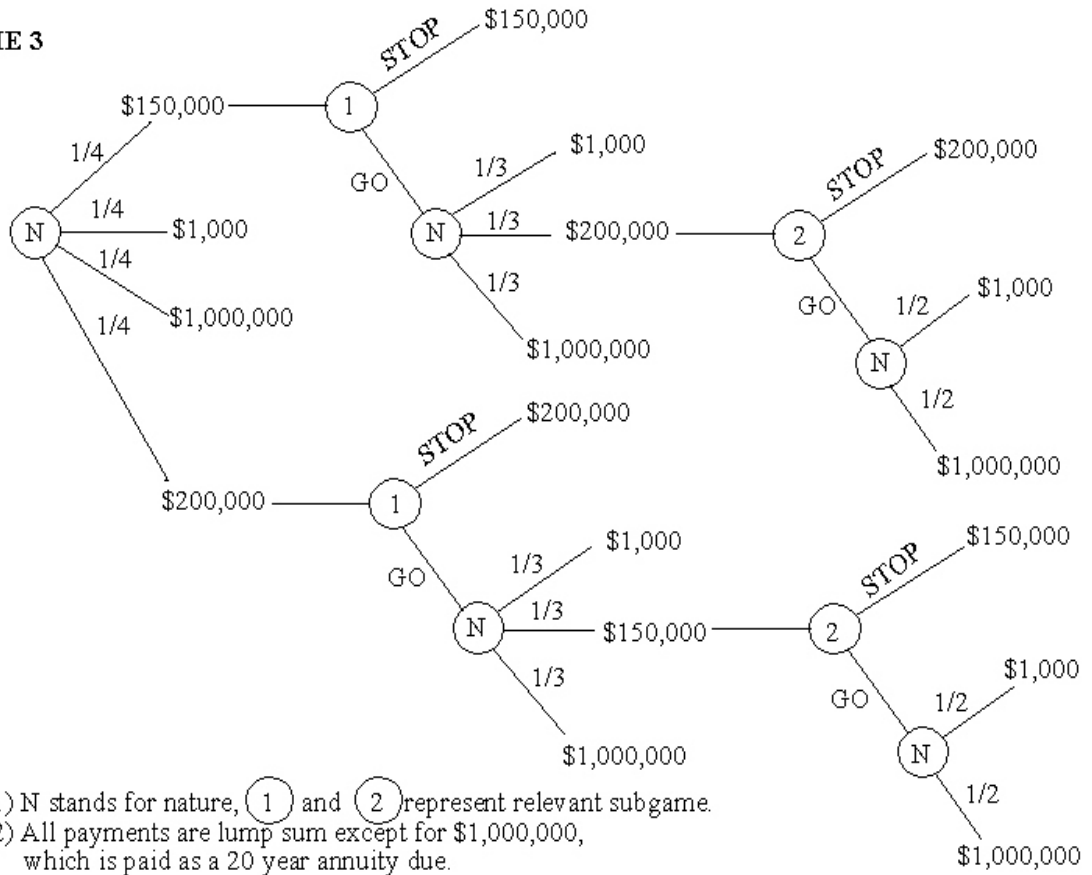 IE 3
STOP
$150,000
$150,000
1
1/4
GO
1/3
$1,000
N
1/4
$1,000
N
1/3
$200,000
2
STOP
$200,000
1/4
$1,000,000
1/3
$1,000,000
GO
1/2
$1,000
N
1/2
$1,000,000
1/4
STOP
$200,000
$200,000
1
GO
1/3
$1,000
N
1/3
$150,000
2
STOP
$150,000
1/3
$1,000,000
GO
1/2
$1,000
N
1/2
$1,000,000
) N stands for nature, 1 and 2 represent relevant subgame.
2) All payments are lump sum except for $1,000,000,
which is paid as a 20 year annuity due.